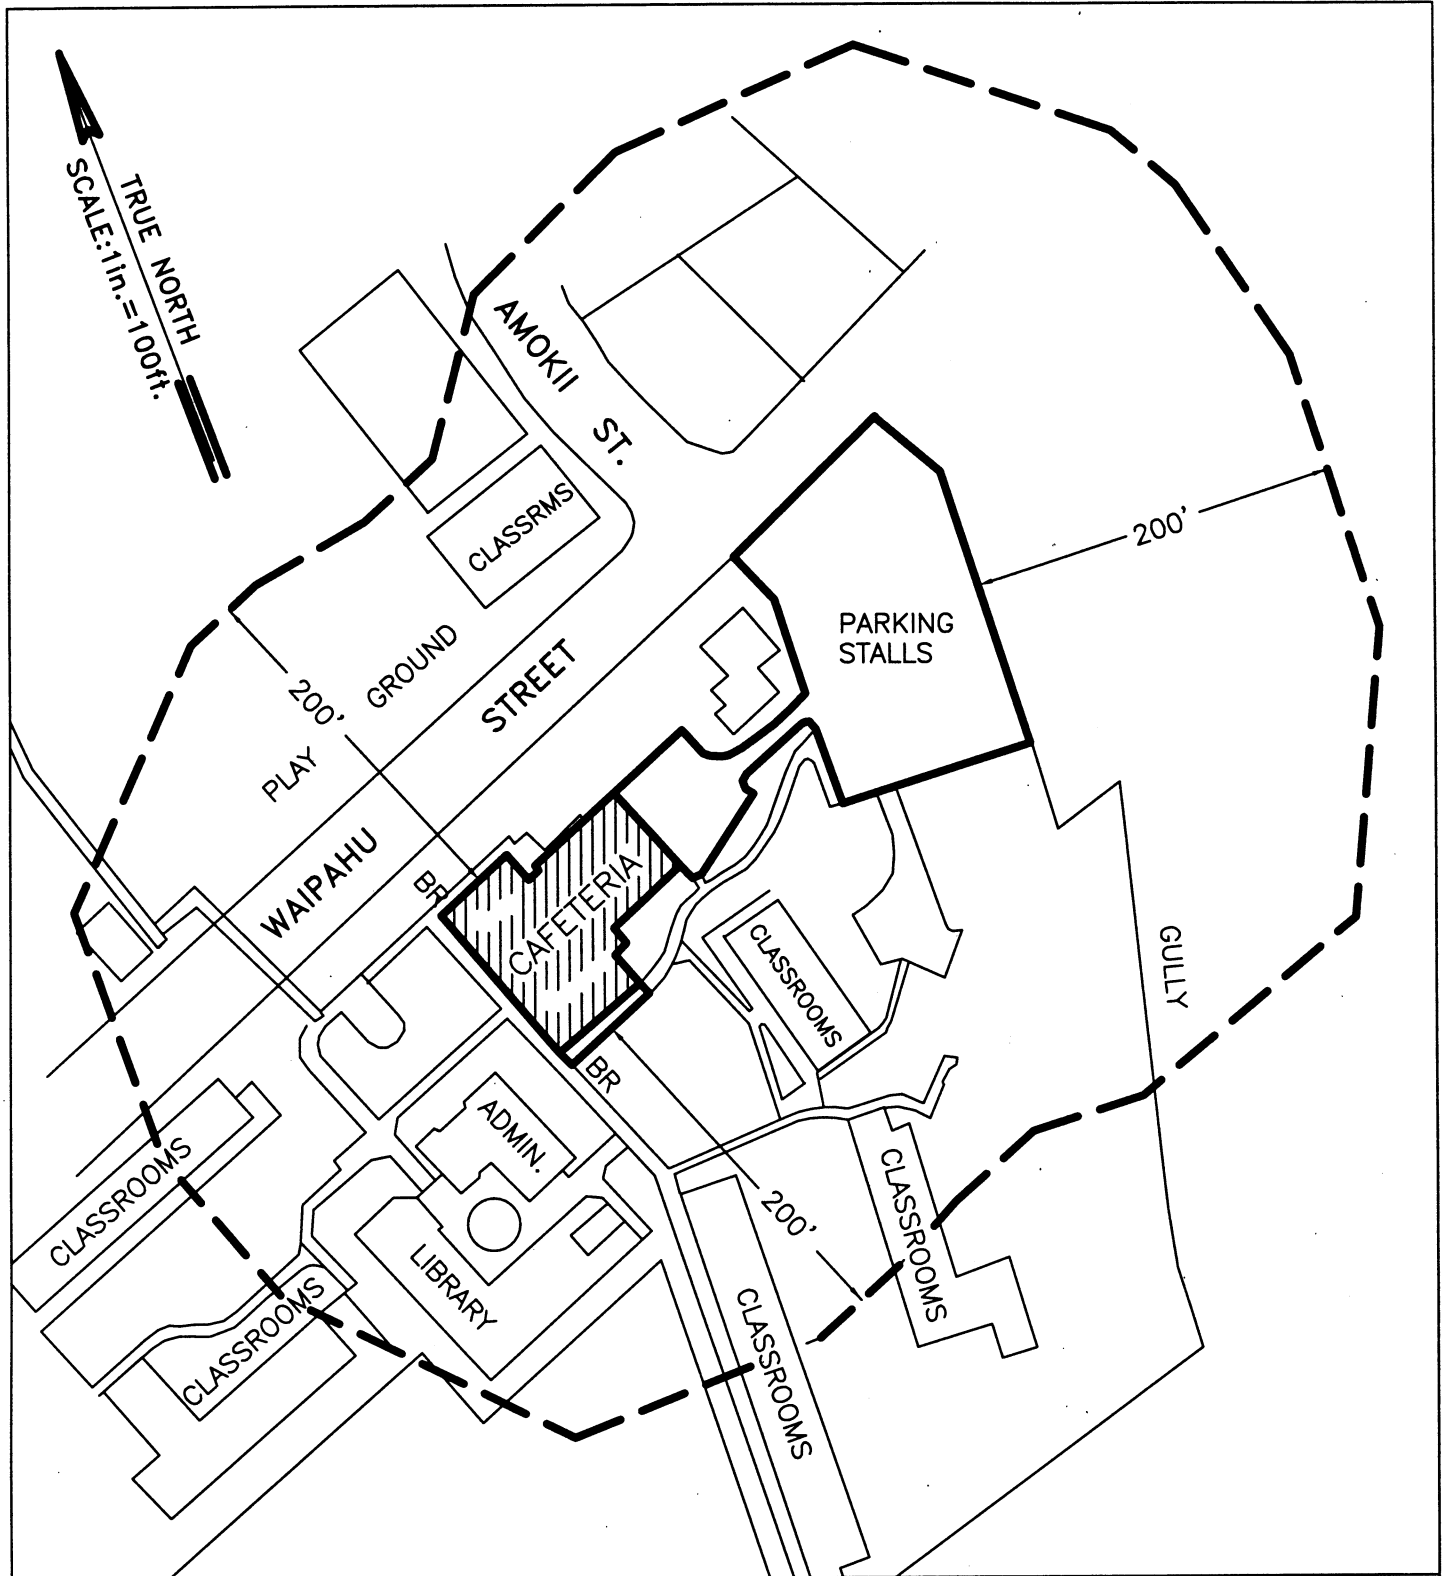 TRUE NORTH
SCALE:1in.=100ft.
AMOKII ST.
CLASSRMS
200'
PARKING
STALLS
PLAY GROUND
200'
WAIPAHU STREET
BR
CAFETERIA
CLASSROOMS
GULLY
BR
ADMIN.
CLASSROOMS
200'
CLASSROOMS
LIBRARY
CLASSROOMS
CLASSROOMS